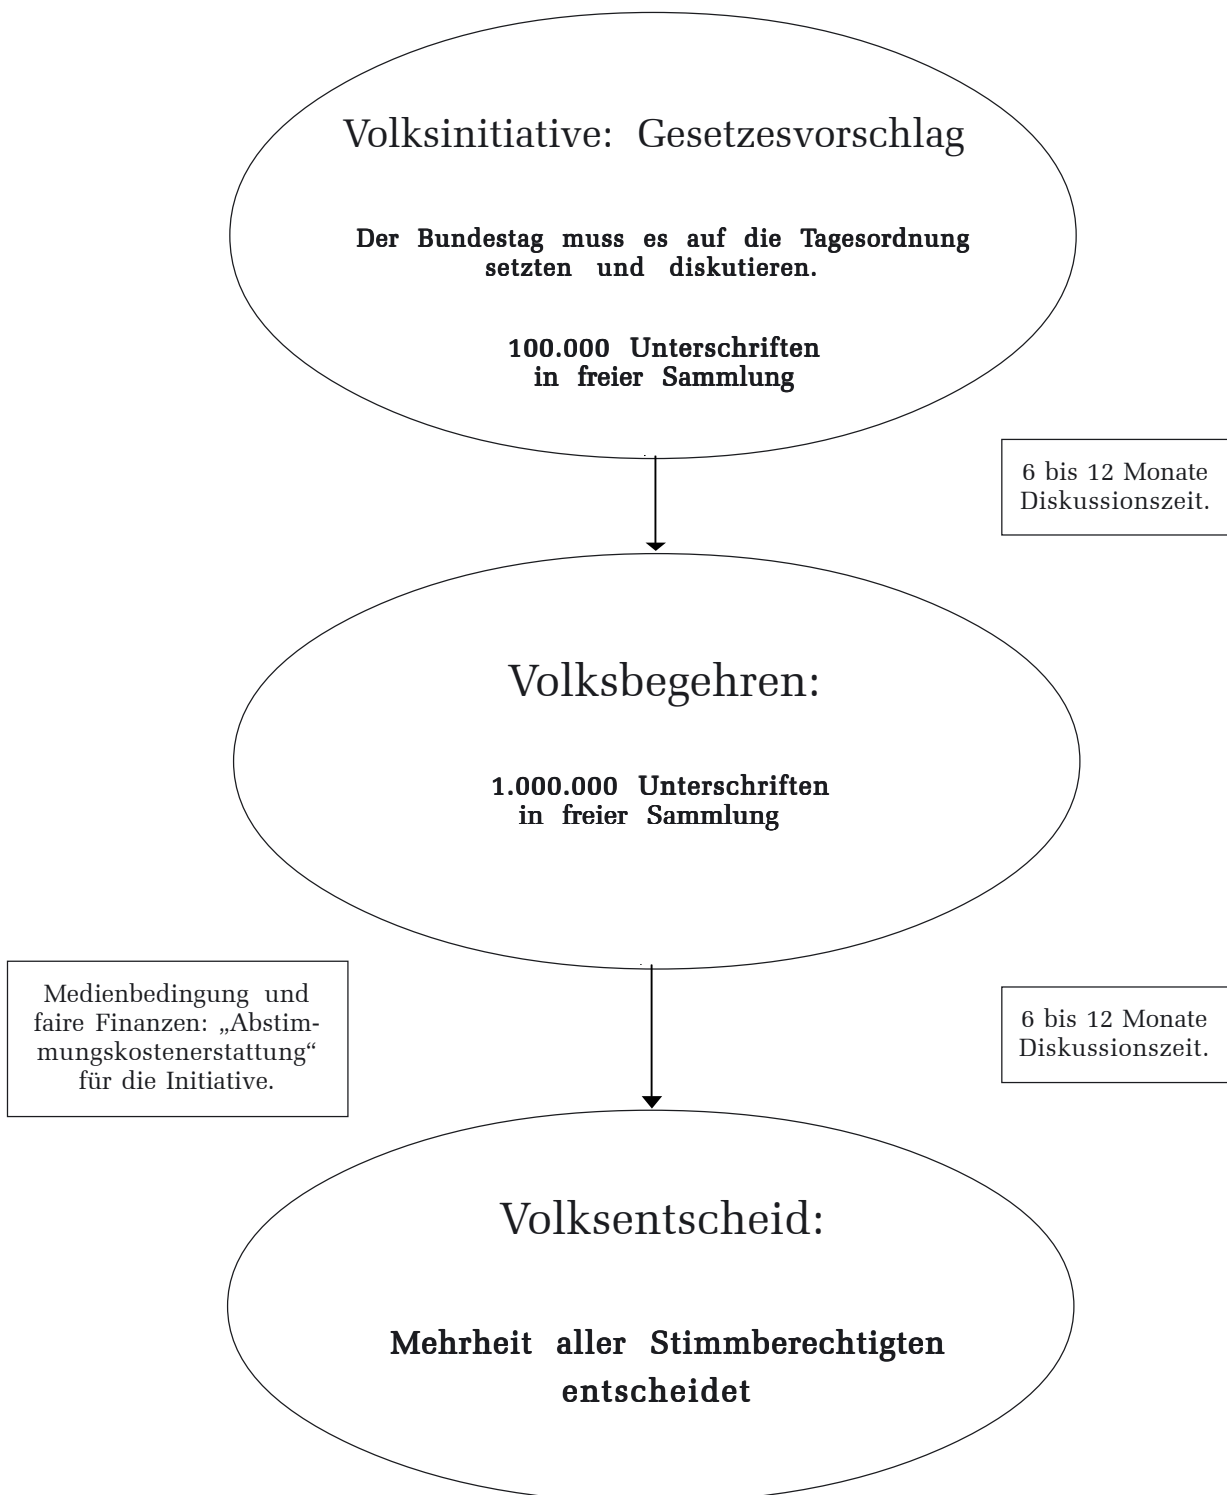 Volksinitiative: Gesetzesvorschlag
Der Bundestag muss es auf die Tagesordnung
setzten und diskutieren.
100.000 Unterschriften
in freier Sammlung
6 bis 12 Monate
Diskussionszeit.
Volksbegehren:
1.000.000 Unterschriften
in freier Sammlung
Medienbedingung und
faire Finanzen: „Abstim-
mungskostenerstattung“
für die Initiative.
6 bis 12 Monate
Diskussionszeit.
Volksentscheid:
Mehrheit aller Stimmberechtigten
entscheidet